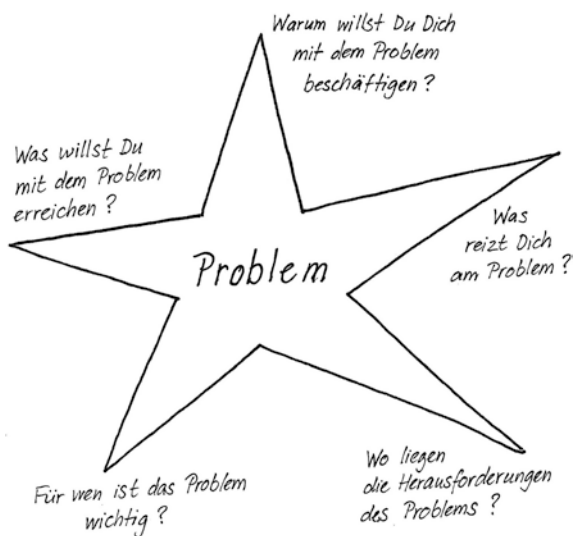 Warum willst Du Dich
mit dem Problem
beschäftigen ?
Was willst Du
mit dem Problem
erreichen ?
Was
reizt Dich
am Problem ?
Problem
Wo liegen
die Herausforderungen
des Problems ?
Für wen ist das Problem
wichtig ?